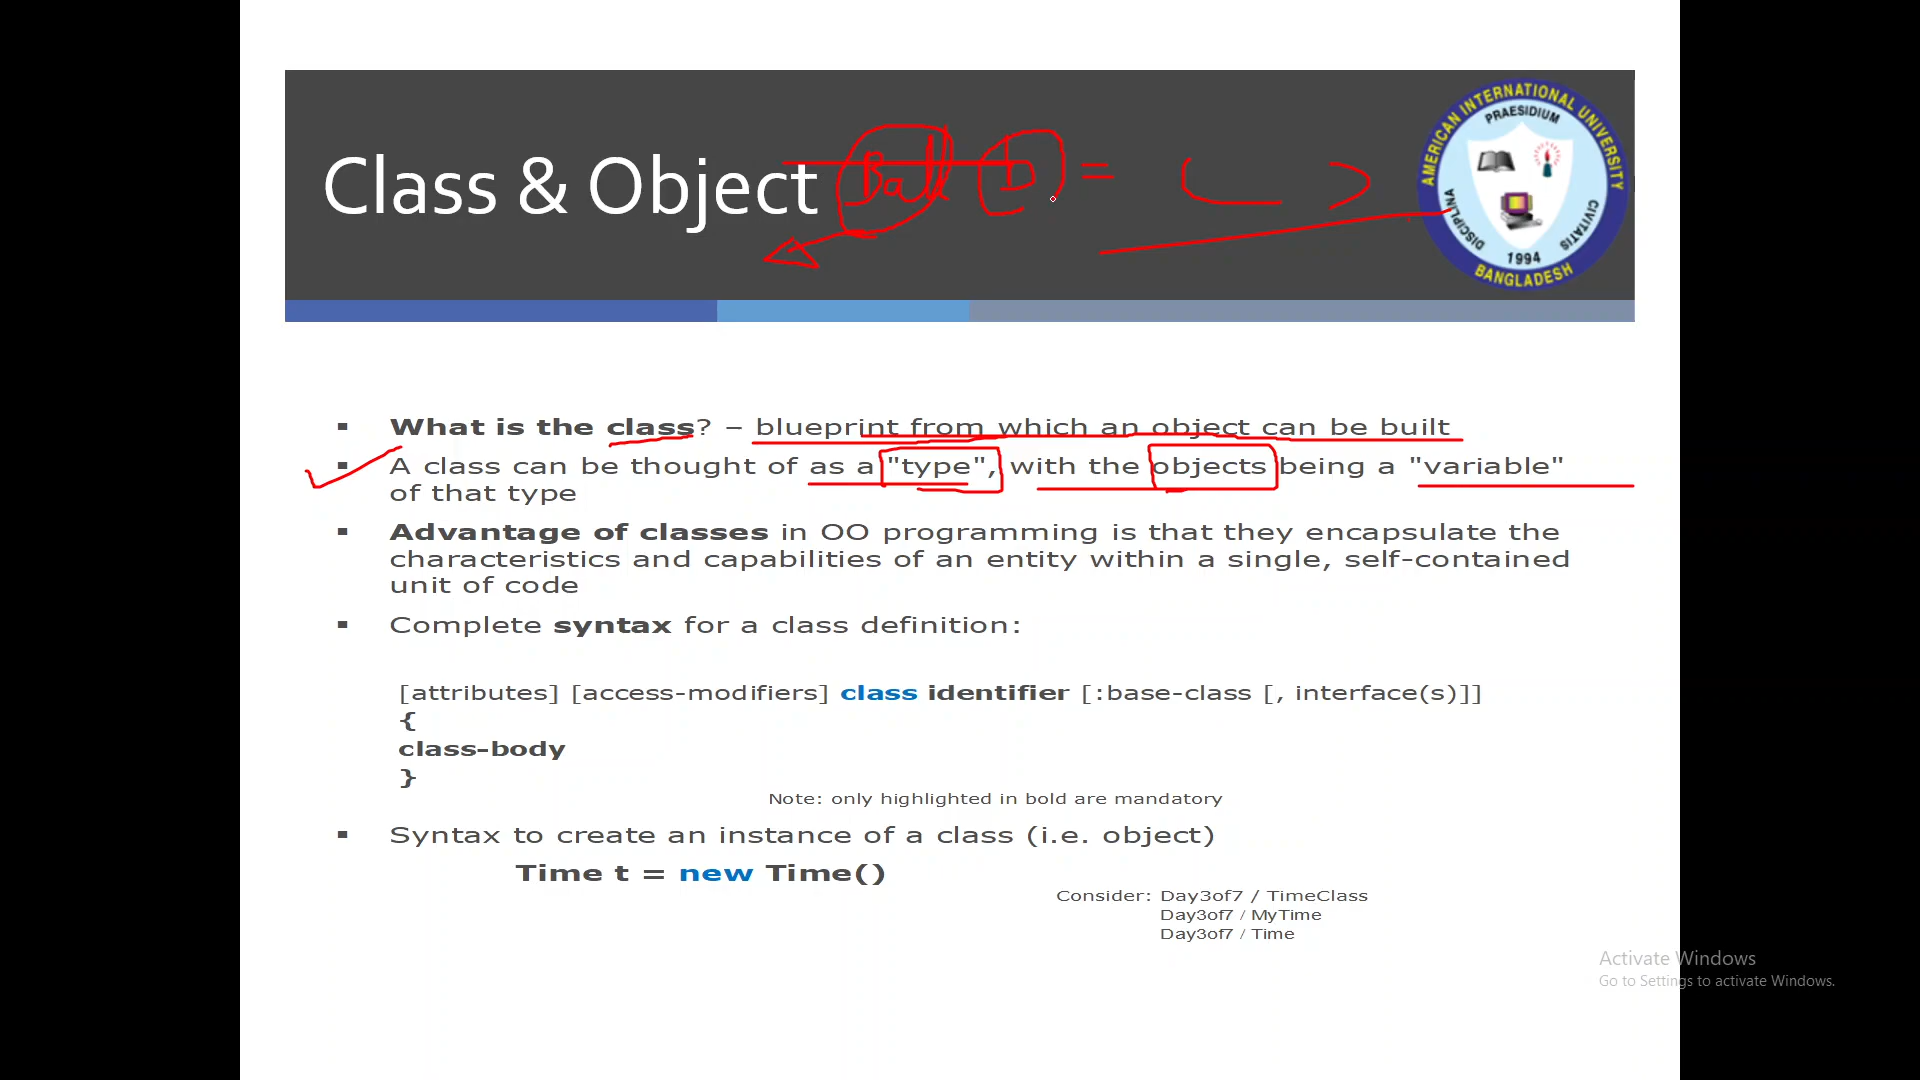 Class & Object Ball b =
AMERICAN INTERNATIONAL UNIVERSITY
PRAESIDIUM
DISCIPLINA
CIVITATIS
1994
BANGLADESH
▪ What is the class? – blueprint from which an object can be built
▪ A class can be thought of as a "type", with the objects being a "variable"
of that type
▪ Advantage of classes in OO programming is that they encapsulate the
characteristics and capabilities of an entity within a single, self-contained
unit of code
▪ Complete syntax for a class definition:
[attributes] [access-modifiers] class identifier [:base-class [, interface(s)]]
{
class-body
}
Note: only highlighted in bold are mandatory
▪ Syntax to create an instance of a class (i.e. object)
Time t = new Time()
Consider: Day3of7 / TimeClass
Day3of7 / MyTime
Day3of7 / Time
Activate Windows
Go to Settings to activate Windows.